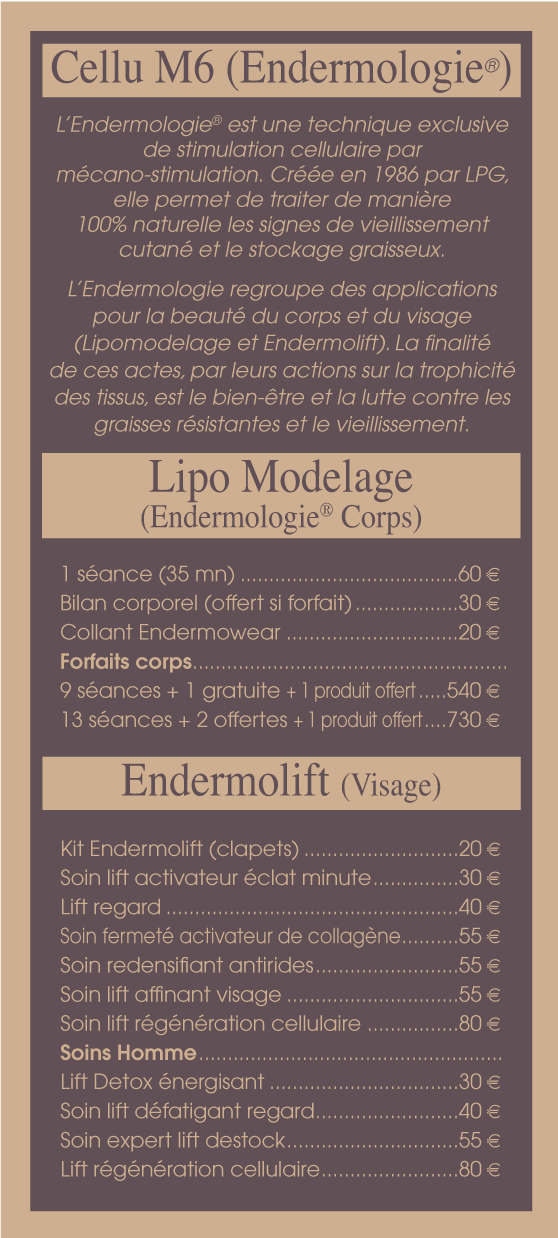 Cellu M6 (Endermologie®)
L’Endermologie® est une technique exclusive
de stimulation cellulaire par
mécano-stimulation. Créée en 1986 par LPG,
elle permet de traiter de manière
100% naturelle les signes de vieillissement
cutané et le stockage graisseux.
L’Endermologie regroupe des applications
pour la beauté du corps et du visage
(Lipomodelage et Endermolift). La finalité
de ces actes, par leurs actions sur la trophicité
des tissus, est le bien-être et la lutte contre les
graisses résistantes et le vieillissement.
Lipo Modelage
(Endermologie® Corps)
1 séance (35 mn) ......................................60 €
Bilan corporel (offert si forfait) ..................30 €
Collant Endermowear ..............................20 €
Forfaits corps.......................................................
9 séances + 1 gratuite + 1 produit offert .....540 €
13 séances + 2 offertes + 1 produit offert ....730 €
Endermolift (Visage)
Kit Endermolift (clapets) ...........................20 €
Soin lift activateur éclat minute...............30 €
Lift regard ...................................................40 €
Soin fermeté activateur de collagène..........55 €
Soin redensifiant antirides.........................55 €
Soin lift affinant visage ..............................55 €
Soin lift régénération cellulaire ................80 €
Soins Homme.....................................................
Lift Detox énergisant .................................30 €
Soin lift défatigant regard.........................40 €
Soin expert lift destock..............................55 €
Lift régénération cellulaire........................80 €